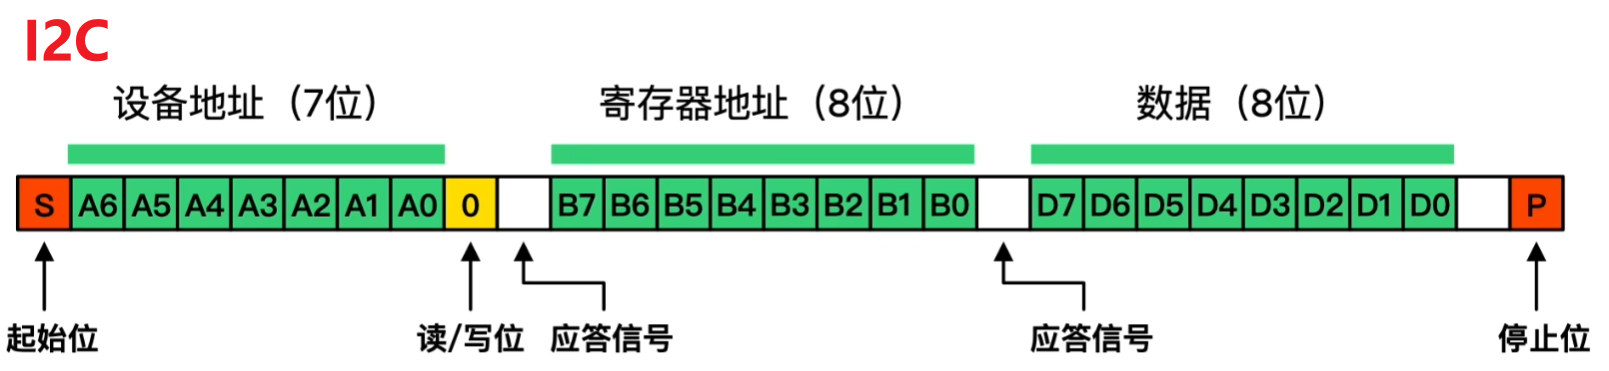 I2C
设备地址（7位） 寄存器地址（8位） 数据（8位）
S A6 A5 A4 A3 A2 A1 A0 0 B7 B6 B5 B4 B3 B2 B1 B0 D7 D6 D5 D4 D3 D2 D1 D0 P
起始位 读/写位 应答信号 应答信号 停止位